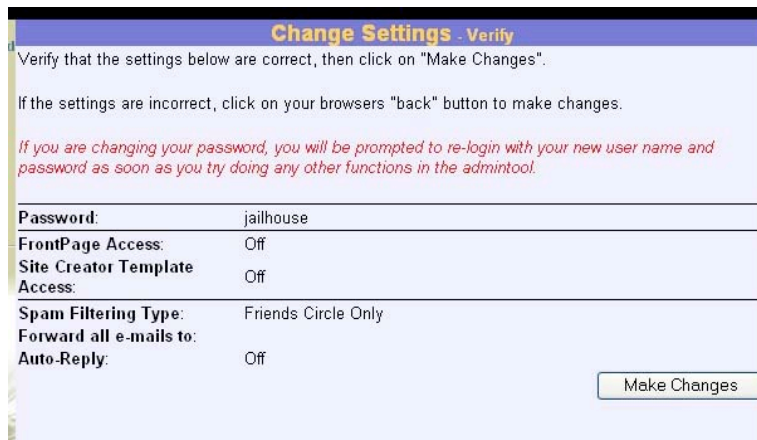 Change Settings - Verify
Verify that the settings below are correct, then click on "Make Changes".
If the settings are incorrect, click on your browsers "back" button to make changes.
If you are changing your password, you will be prompted to re-login with your new user name and
password as soon as you try doing any other functions in the admintool.
Password: jailhouse
FrontPage Access: Off
Site Creator Template
Access: Off
Spam Filtering Type: Friends Circle Only
Forward all e-mails to:
Auto-Reply: Off
Make Changes